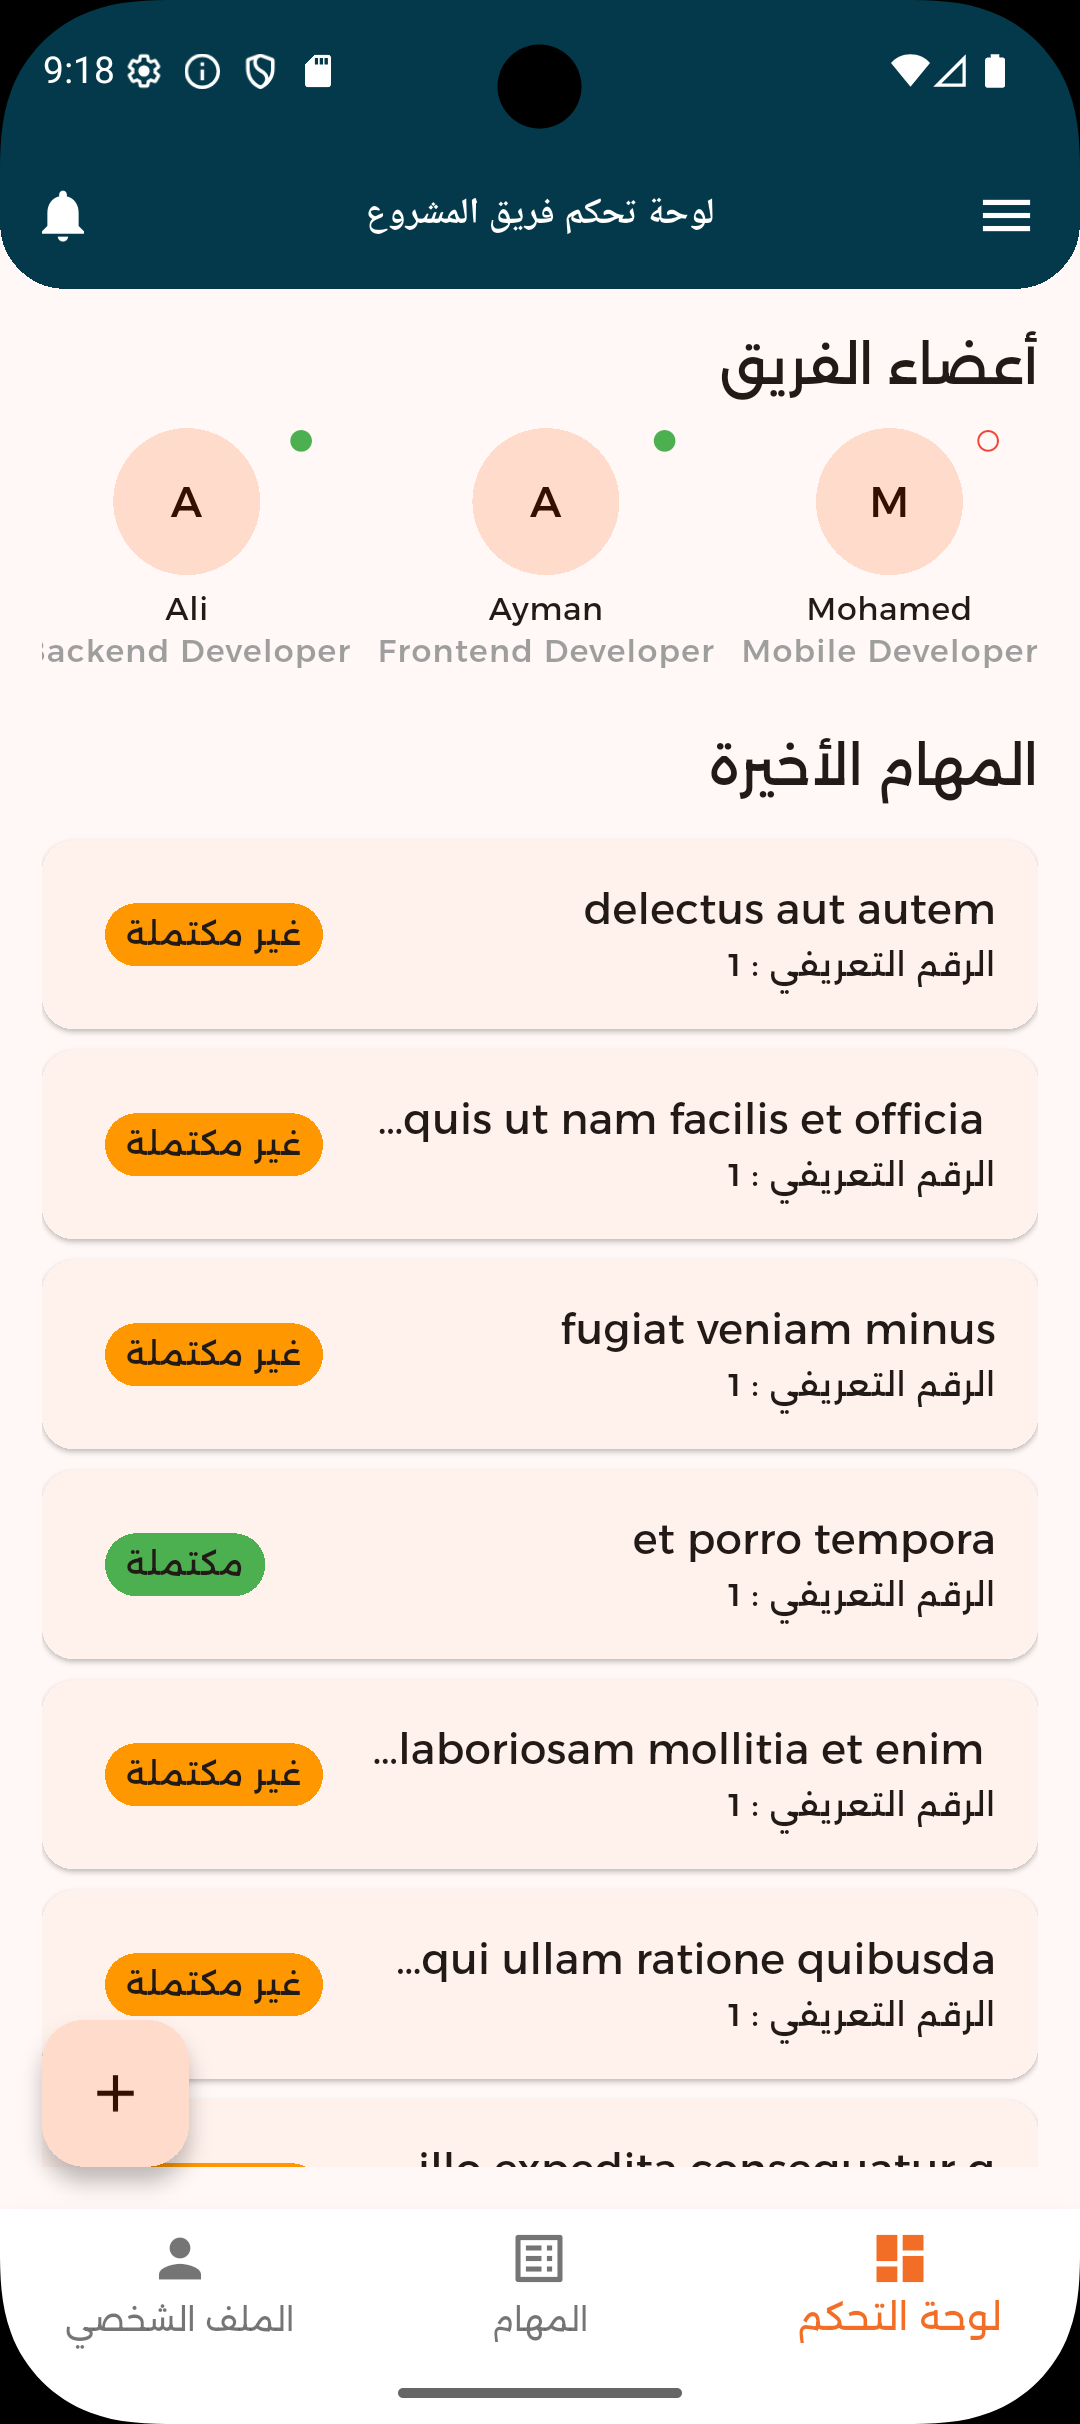 9:18
لوحة تحكم فريق المشروع
أعضاء الفريق
M
A
A
Mohamed
Ayman
Ali
Mobile Developer
Frontend Developer
ackend Developer
المهام الأخيرة
delectus aut autem
غير مكتملة
الرقم التعريفي : 1
quis ut nam facilis et officia...
غير مكتملة
الرقم التعريفي : 1
fugiat veniam minus
غير مكتملة
الرقم التعريفي : 1
et porro tempora
مكتملة
الرقم التعريفي : 1
laboriosam mollitia et enim...
غير مكتملة
الرقم التعريفي : 1
qui ullam ratione quibusda...
غير مكتملة
الرقم التعريفي : 1
illo expedita consequatur q
+
لوحة التحكم
المهام
الملف الشخصي